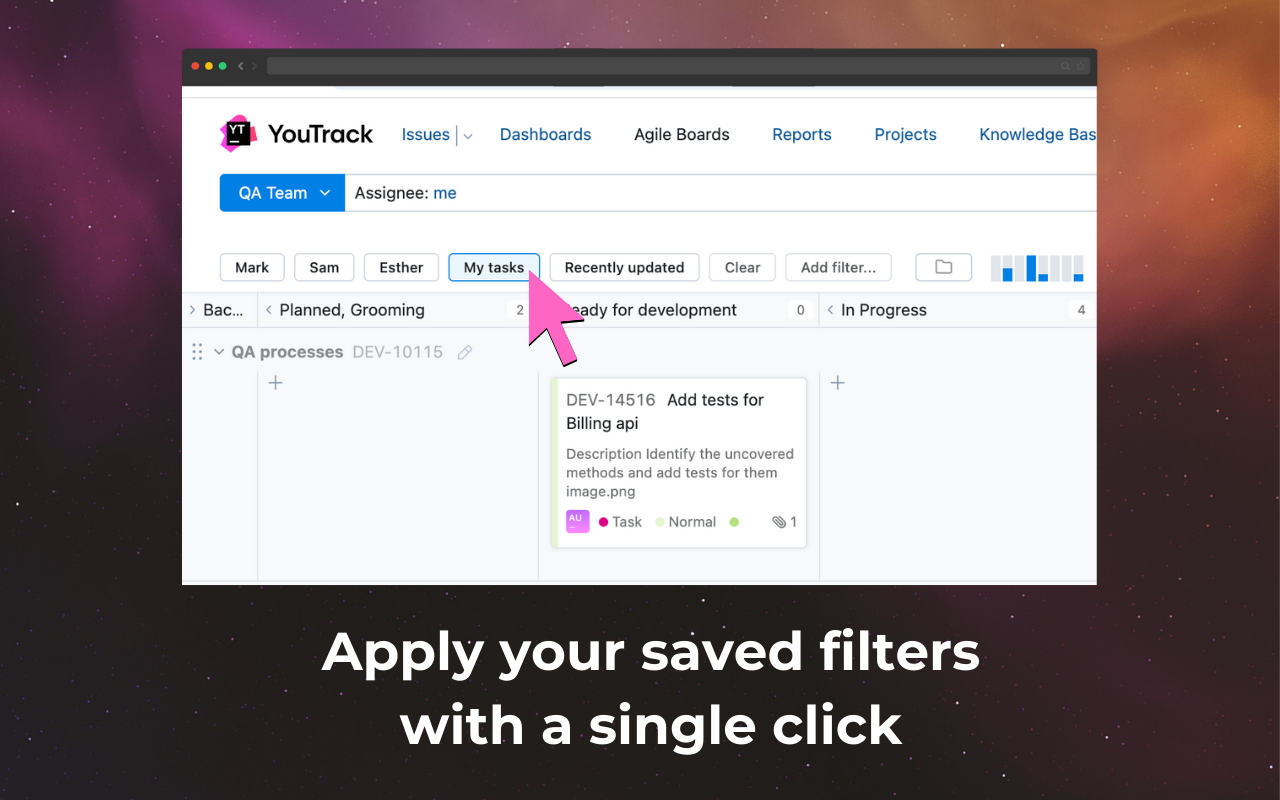 YT
YouTrack
Issues Dashboards Agile Boards Reports Projects Knowledge Bas
QA Team Assignee: me
Mark Sam Esther My tasks Recently updated Clear Add filter...
Bac... Planned, Grooming 2 eady for development 0 In Progress 4
QA processes DEV-10115
DEV-14516 Add tests for
Billing api
Description Identify the uncovered
methods and add tests for them
image.png
AU Task Normal 1
Apply your saved filters
with a single click